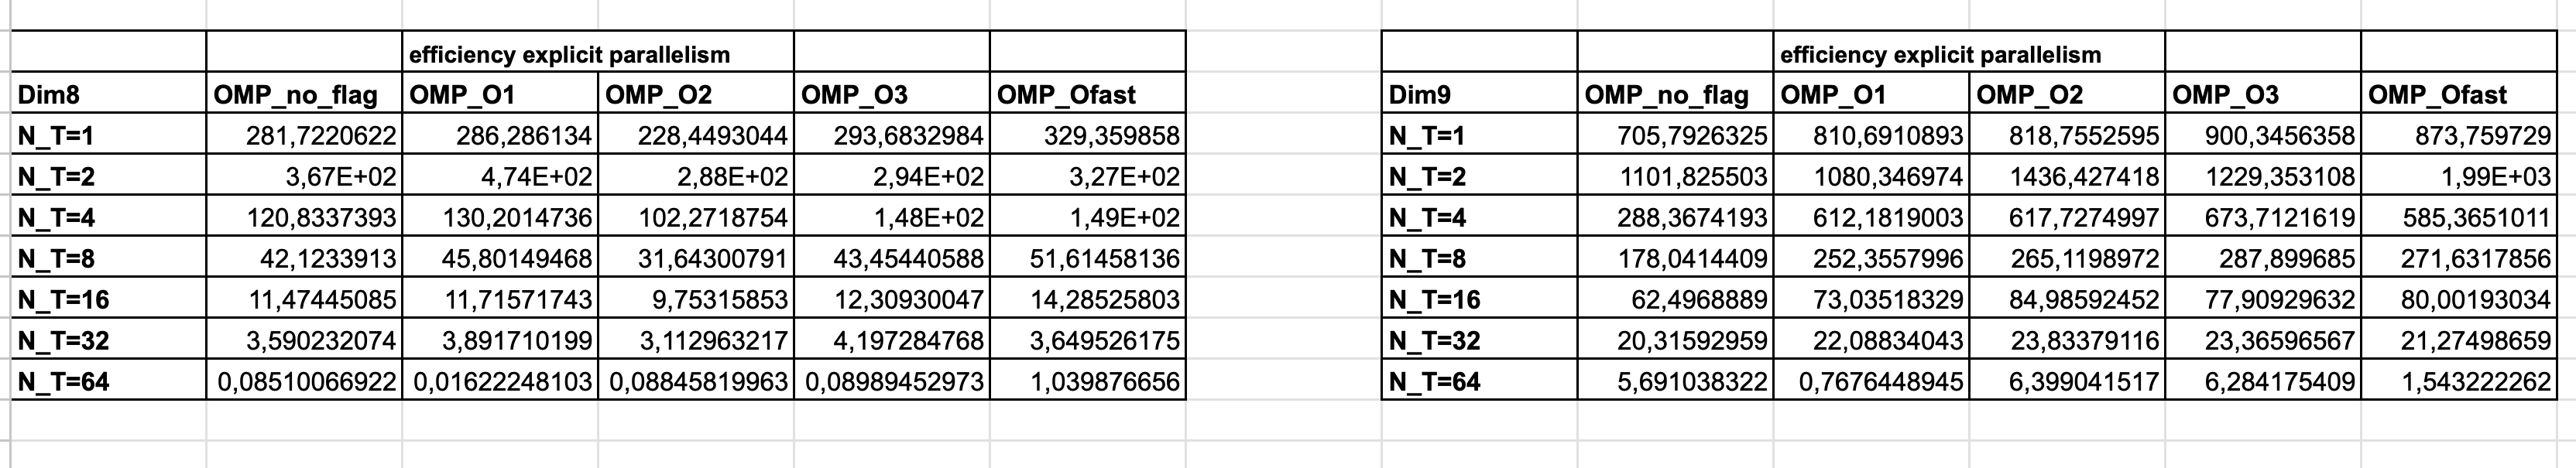 efficiency explicit parallelism
Dim8 OMP_no_flag OMP_O1 OMP_O2 OMP_O3 OMP_Ofast
N_T=1 281,7220622 286,286134 228,4493044 293,6832984 329,359858
N_T=2 3,67E+02 4,74E+02 2,88E+02 2,94E+02 3,27E+02
N_T=4 120,8337393 130,2014736 102,2718754 1,48E+02 1,49E+02
N_T=8 42,1233913 45,80149468 31,64300791 43,45440588 51,61458136
N_T=16 11,47445085 11,71571743 9,75315853 12,30930047 14,28525803
N_T=32 3,590232074 3,891710199 3,112963217 4,197284768 3,649526175
N_T=64 0,08510066922 0,01622248103 0,08845819963 0,08989452973 1,039876656
efficiency explicit parallelism
Dim9 OMP_no_flag OMP_O1 OMP_O2 OMP_O3 OMP_Ofast
N_T=1 705,7926325 810,6910893 818,7552595 900,3456358 873,759729
N_T=2 1101,825503 1080,346974 1436,427418 1229,353108 1,99E+03
N_T=4 288,3674193 612,1819003 617,7274997 673,7121619 585,3651011
N_T=8 178,0414409 252,3557996 265,1198972 287,899685 271,6317856
N_T=16 62,4968889 73,03518329 84,98592452 77,90929632 80,00193034
N_T=32 20,31592959 22,08834043 23,83379116 23,36596567 21,27498659
N_T=64 5,691038322 0,7676448945 6,399041517 6,284175409 1,543222262